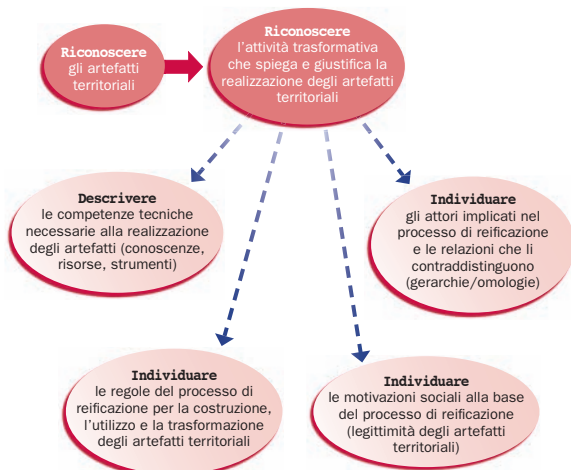 Riconoscere
gli artefatti
territoriali
Riconoscere
l'attività trasformativa
che spiega e giustifica la
realizzazione degli artefatti
territoriali
Descrivere
le competenze tecniche
necessarie alla realizzazione
degli artefatti (conoscenze,
risorse, strumenti)
Individuare
gli attori implicati nel
processo di reificazione
e le relazioni che li
contraddistinguono
(gerarchie/omologie)
Individuare
le regole del processo di
reificazione per la costruzione,
l'utilizzo e la trasformazione
degli artefatti territoriali
Individuare
le motivazioni sociali alla base
del processo di reificazione
(legittimità degli artefatti
territoriali)